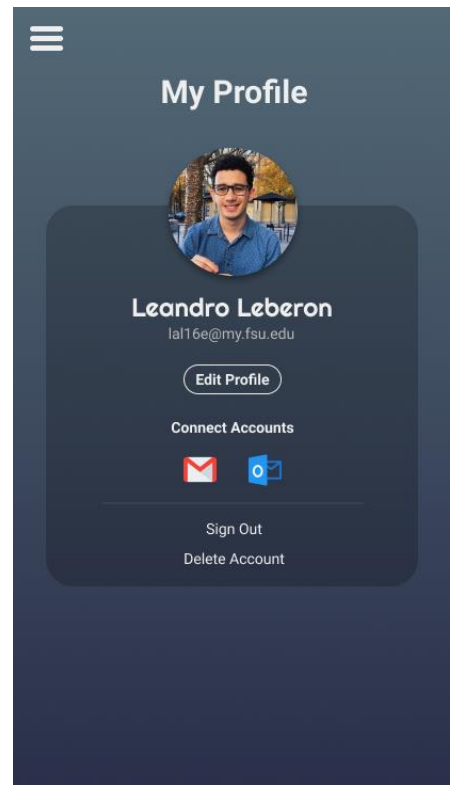 My Profile
Leandro Leberon
lal16e@my.fsu.edu
Edit Profile
Connect Accounts
Sign Out
Delete Account